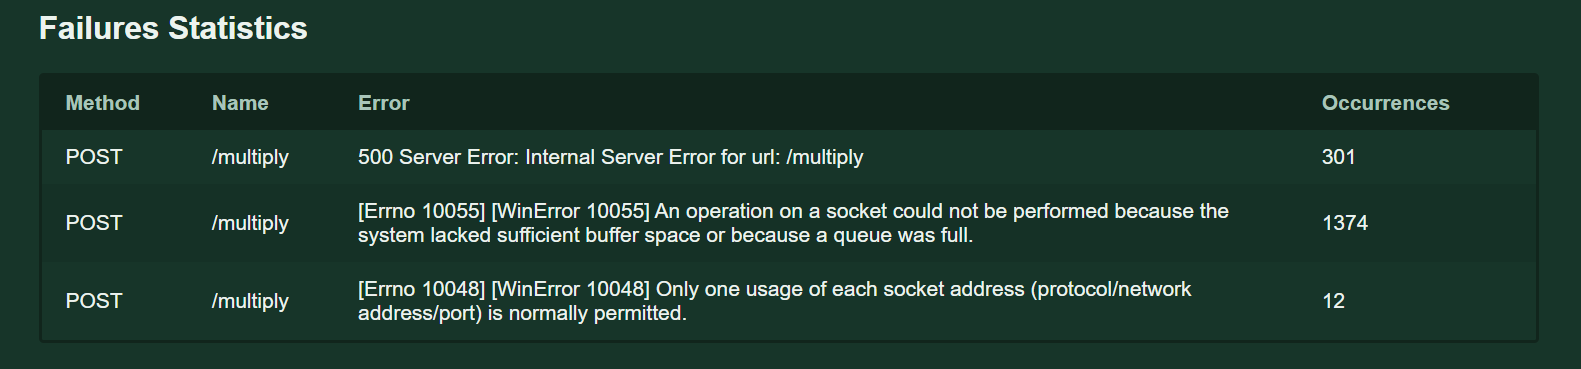 Failures Statistics
Method Name Error Occurrences
POST /multiply 500 Server Error: Internal Server Error for url: /multiply 301
POST /multiply [Errno 10055] [WinError 10055] An operation on a socket could not be performed because the
system lacked sufficient buffer space or because a queue was full. 1374
POST /multiply [Errno 10048] [WinError 10048] Only one usage of each socket address (protocol/network
address/port) is normally permitted. 12